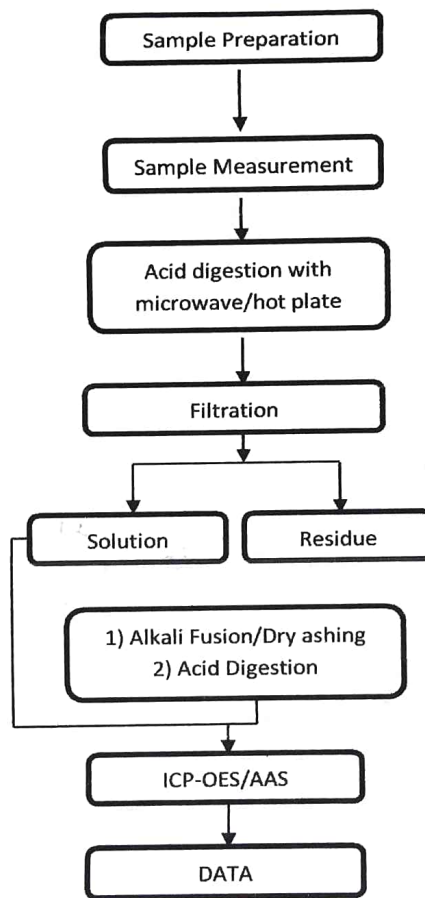 Sample Preparation
Sample Measurement
Acid digestion with
microwave/hot plate
Filtration
Solution
Residue
1) Alkali Fusion/Dry ashing
2) Acid Digestion
ICP-OES/AAS
DATA